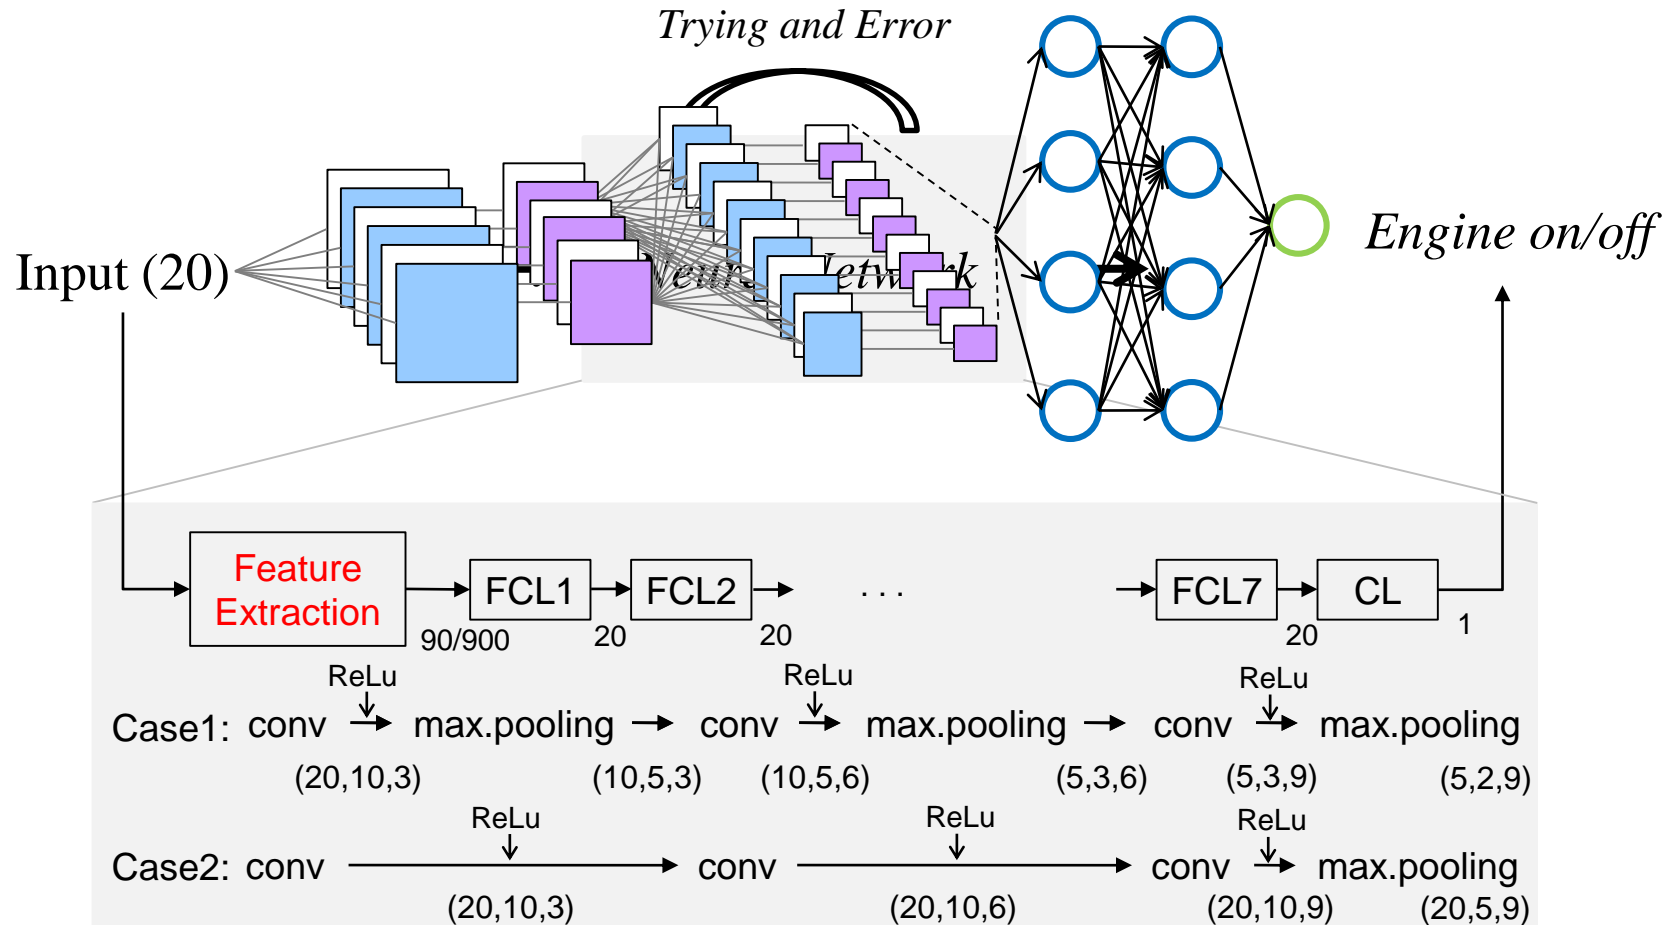 Trying and Error
Input (20)
Neural Network
Engine on/off
Feature
Extraction
FCL1
FCL2
. . .
FCL7
CL
90/900
20
20
20
1
ReLu
ReLu
ReLu
Case1: conv max.pooling conv max.pooling conv max.pooling
(20,10,3) (10,5,3) (10,5,6) (5,3,6) (5,3,9) (5,2,9)
ReLu
ReLu
ReLu
Case2: conv conv conv max.pooling
(20,10,3) (20,10,6) (20,10,9) (20,5,9)